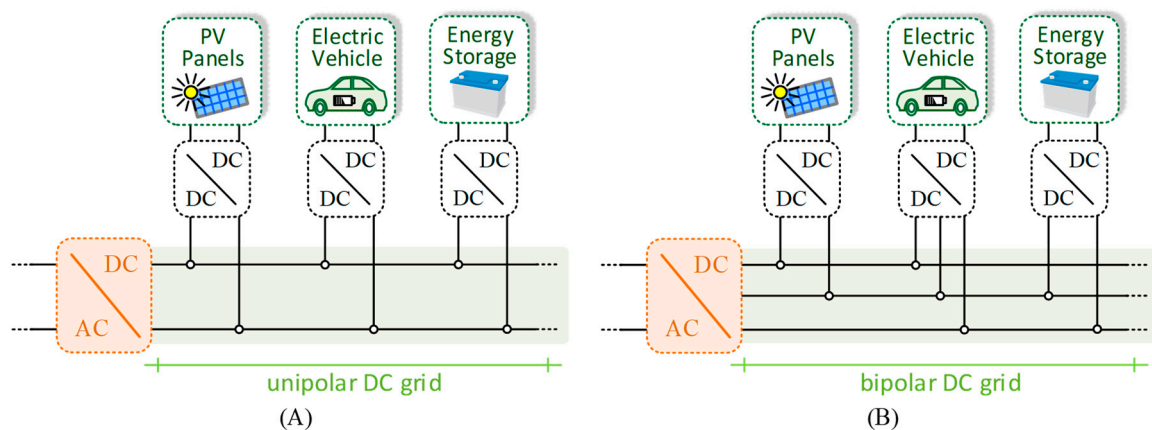 PV
Panels
Electric
Vehicle
Energy
Storage
DC
DC
DC
DC
DC
DC
DC
AC
unipolar DC grid
(A)
PV
Panels
Electric
Vehicle
Energy
Storage
DC
DC
DC
DC
DC
DC
DC
AC
bipolar DC grid
(B)